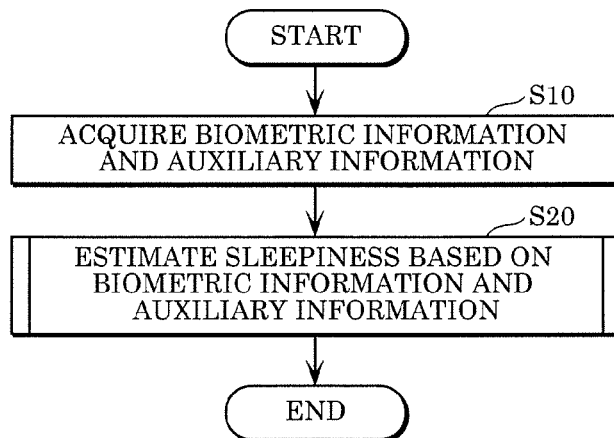 START
S10
ACQUIRE BIOMETRIC INFORMATION
AND AUXILIARY INFORMATION
S20
ESTIMATE SLEEPINESS BASED ON
BIOMETRIC INFORMATION AND
AUXILIARY INFORMATION
END